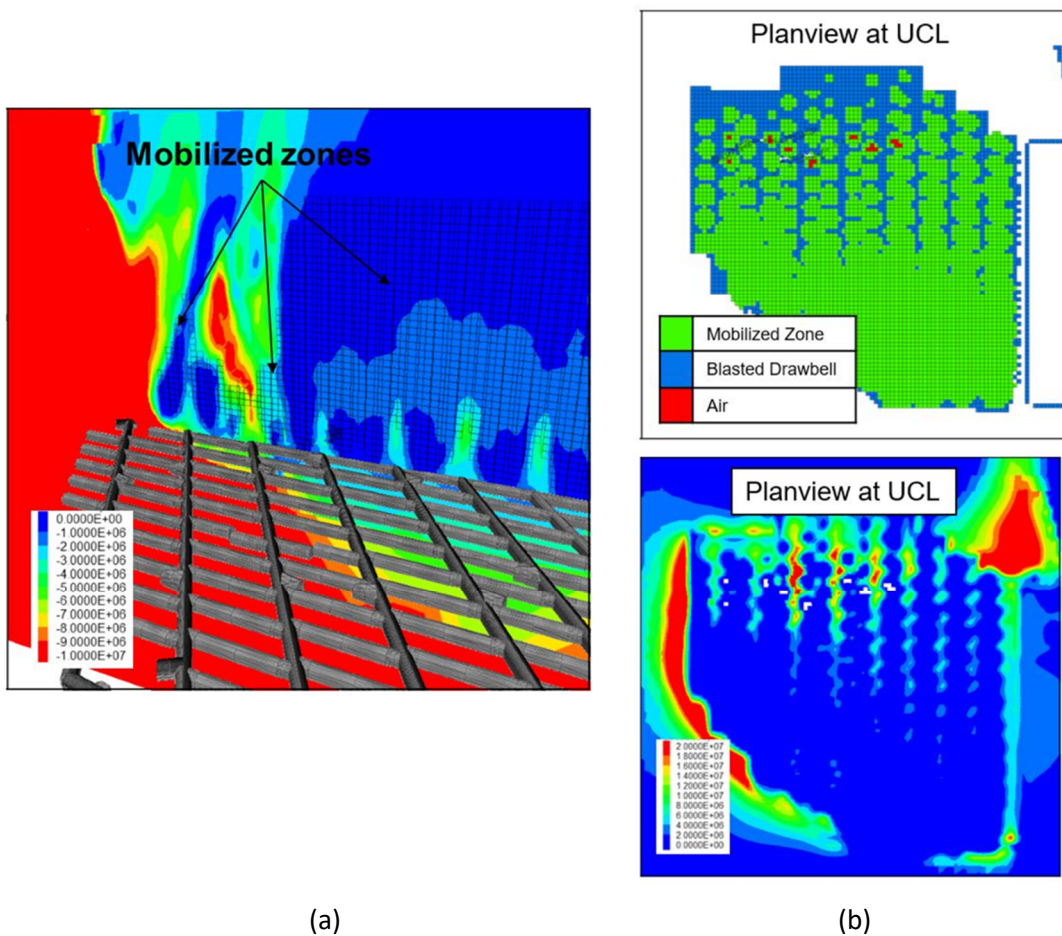 Mobilized zones
0.0000E+00
-1.0000E+06
-2.0000E+06
-3.0000E+06
-4.0000E+06
-5.0000E+06
-6.0000E+06
-7.0000E+06
-8.0000E+06
-9.0000E+06
-1.0000E+07
(a)
Planview at UCL
Mobilized Zone
Blasted Drawbell
Air
Planview at UCL
2.0000E+07
1.8000E+07
1.6000E+07
1.4000E+07
1.2000E+07
1.0000E+07
8.0000E+06
6.0000E+06
4.0000E+06
2.0000E+06
0.0000E+00
(b)